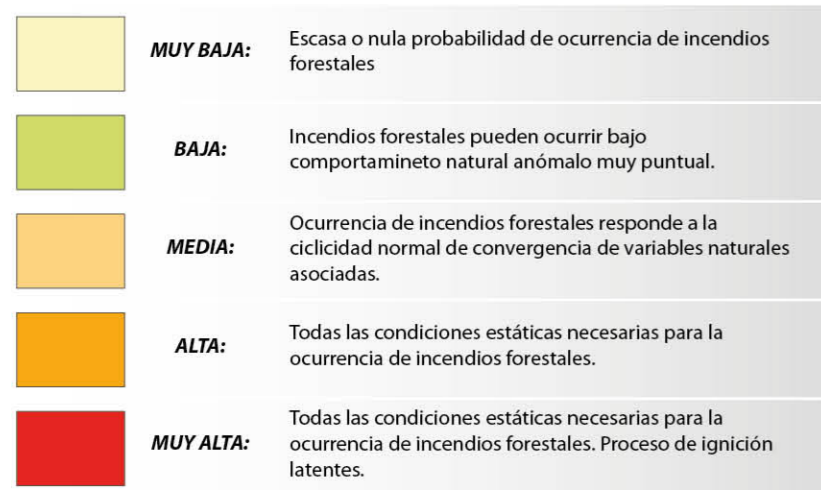 MUY BAJA:
Escasa o nula probabilidad de ocurrencia de incendios
forestales
BAJA:
Incendios forestales pueden ocurrir bajo
comportamineto natural anómalo muy puntual.
MEDIA:
Ocurrencia de incendios forestales responde a la
ciclicidad normal de convergencia de variables naturales
asociadas.
ALTA:
Todas las condiciones estáticas necesarias para la
ocurrencia de incendios forestales.
MUY ALTA:
Todas las condiciones estáticas necesarias para la
ocurrencia de incendios forestales. Proceso de ignición
latentes.